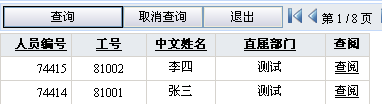 查询 取消查询 退出 第 1 / 8 页
人员编号 工号 中文姓名 直属部门 查阅
74415 81002 李四 测试 查阅
74414 81001 张三 测试 查阅